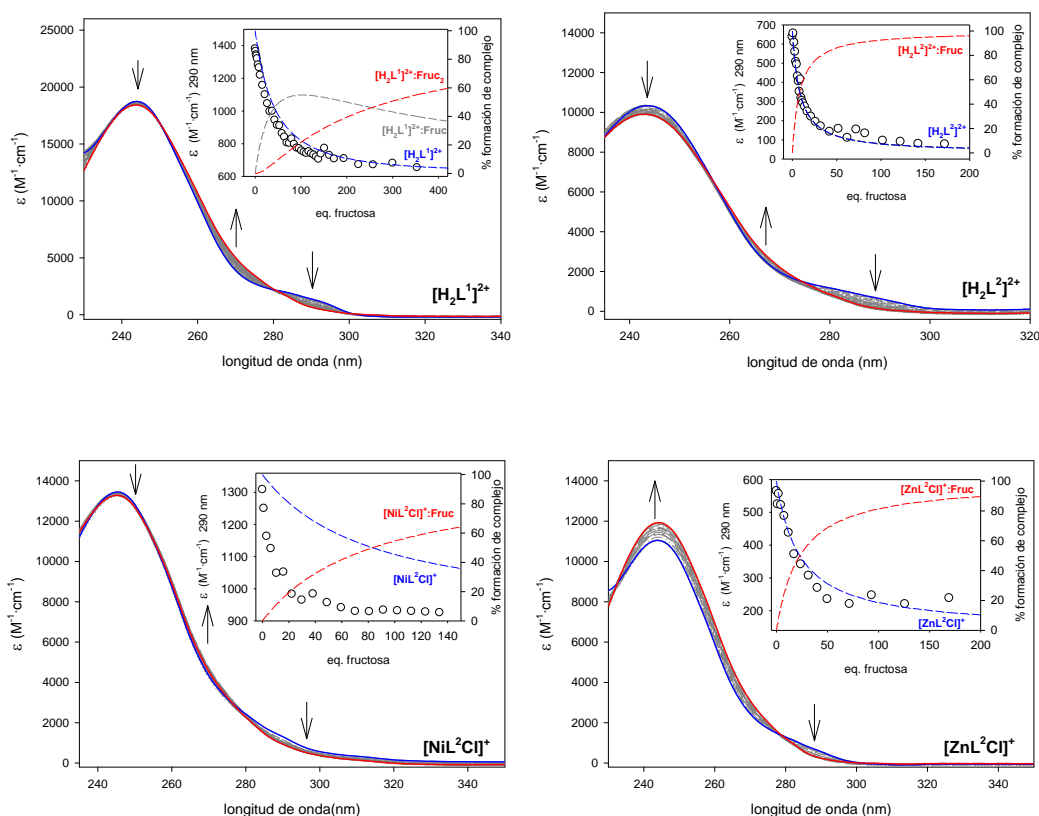 25000
20000
15000
10000
5000
0
ε (M⁻¹·cm⁻¹)
240 260 280 300 320 340
longitud de onda (nm)
[H₂L¹]²⁺
1400
1200
1000
800
600
ε (M⁻¹·cm⁻¹) 290 nm
0 100 200 300 400
eq. fructosa
100
80
60
40
20
0
% formación de complejo
[H₂L¹]²⁺:Fruc₂
[H₂L¹]²⁺:Fruc
[H₂L¹]²⁺
14000
12000
10000
8000
6000
4000
2000
0
ε (M⁻¹·cm⁻¹)
240 260 280 300 320
longitud de onda (nm)
[H₂L²]²⁺
700
600
500
400
300
200
100
0
ε (M⁻¹·cm⁻¹) 290 nm
0 50 100 150 200
eq. fructosa
100
80
60
40
20
0
% formación de complejo
[H₂L²]²⁺:Fruc
[H₂L²]²⁺
14000
12000
10000
8000
6000
4000
2000
0
ε (M⁻¹·cm⁻¹)
240 260 280 300 320 340
longitud de onda(nm)
[NiL²Cl]⁺
1300
1200
1100
1000
900
ε (M⁻¹·cm⁻¹) 290 nm
0 20 40 60 80 100 120 140
eq. fructosa
100
80
60
40
20
0
% formación de complejo
[NiL²Cl]⁺:Fruc
[NiL²Cl]⁺
14000
12000
10000
8000
6000
4000
2000
0
ε (M⁻¹·cm⁻¹)
240 260 280 300 320 340
longitud de onda(nm)
[ZnL²Cl]⁺
600
500
400
300
200
ε (M⁻¹·cm⁻¹) 290 nm
0 50 100 150 200
eq. fructosa
100
80
60
40
20
0
% formación de complejo
[ZnL²Cl]⁺:Fruc
[ZnL²Cl]⁺